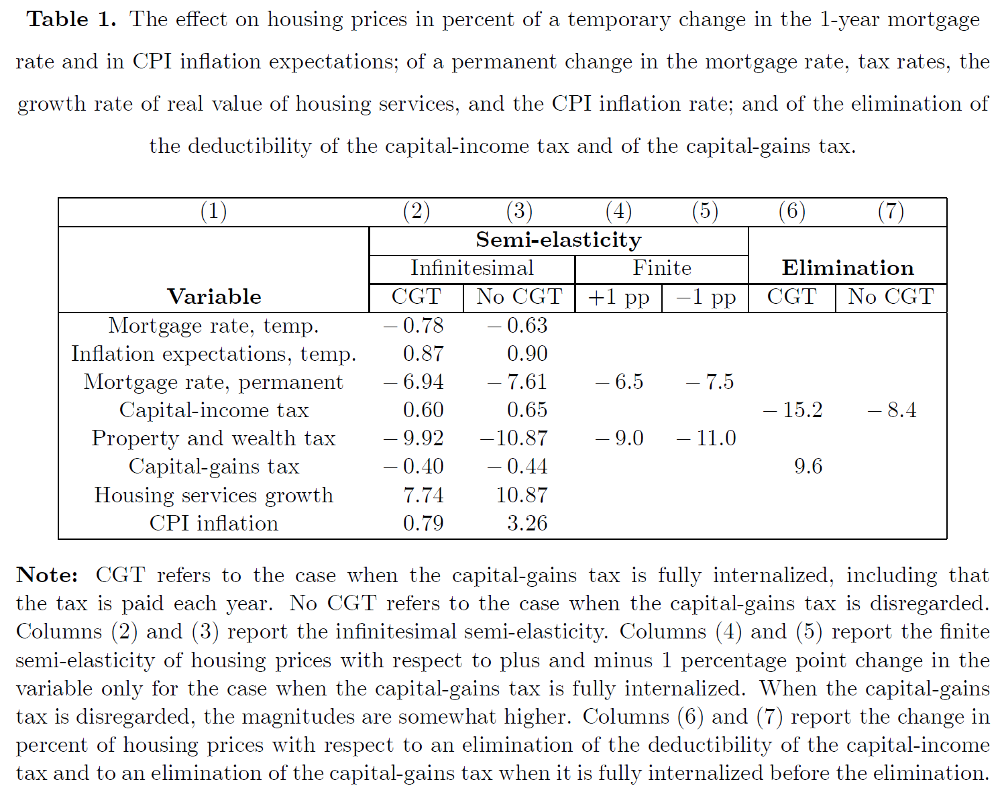 Table 1. The effect on housing prices in percent of a temporary change in the 1-year mortgage
rate and in CPI inflation expectations; of a permanent change in the mortgage rate, tax rates, the
growth rate of real value of housing services, and the CPI inflation rate; and of the elimination of
the deductibility of the capital-income tax and of the capital-gains tax.
(1) (2) (3) (4) (5) (6) (7)
Semi-elasticity
Infinitesimal Finite Elimination
Variable CGT No CGT +1 pp −1 pp CGT No CGT
Mortgage rate, temp. − 0.78 − 0.63
Inflation expectations, temp. 0.87 0.90
Mortgage rate, permanent − 6.94 − 7.61 − 6.5 − 7.5
Capital-income tax 0.60 0.65 − 15.2 − 8.4
Property and wealth tax − 9.92 −10.87 − 9.0 − 11.0
Capital-gains tax − 0.40 − 0.44 9.6
Housing services growth 7.74 10.87
CPI inflation 0.79 3.26
Note: CGT refers to the case when the capital-gains tax is fully internalized, including that
the tax is paid each year. No CGT refers to the case when the capital-gains tax is disregarded.
Columns (2) and (3) report the infinitesimal semi-elasticity. Columns (4) and (5) report the finite
semi-elasticity of housing prices with respect to plus and minus 1 percentage point change in the
variable only for the case when the capital-gains tax is fully internalized. When the capital-gains
tax is disregarded, the magnitudes are somewhat higher. Columns (6) and (7) report the change in
percent of housing prices with respect to an elimination of the deductibility of the capital-income
tax and to an elimination of the capital-gains tax when it is fully internalized before the elimination.